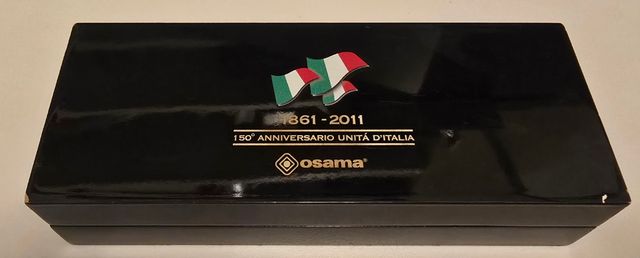 1861 - 2011
150° ANNIVERSARIO UNITÁ D'ITALIA
osama®